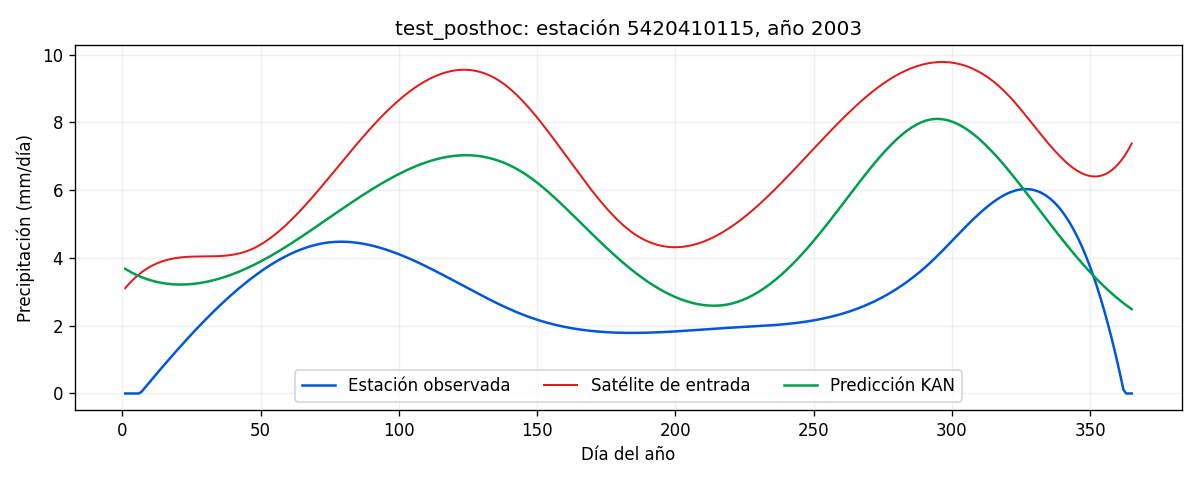 test_posthoc: estación 5420410115, año 2003
Precipitación (mm/día)
10
8
6
4
2
0
Estación observada Satélite de entrada Predicción KAN
0 50 100 150 200 250 300 350
Día del año